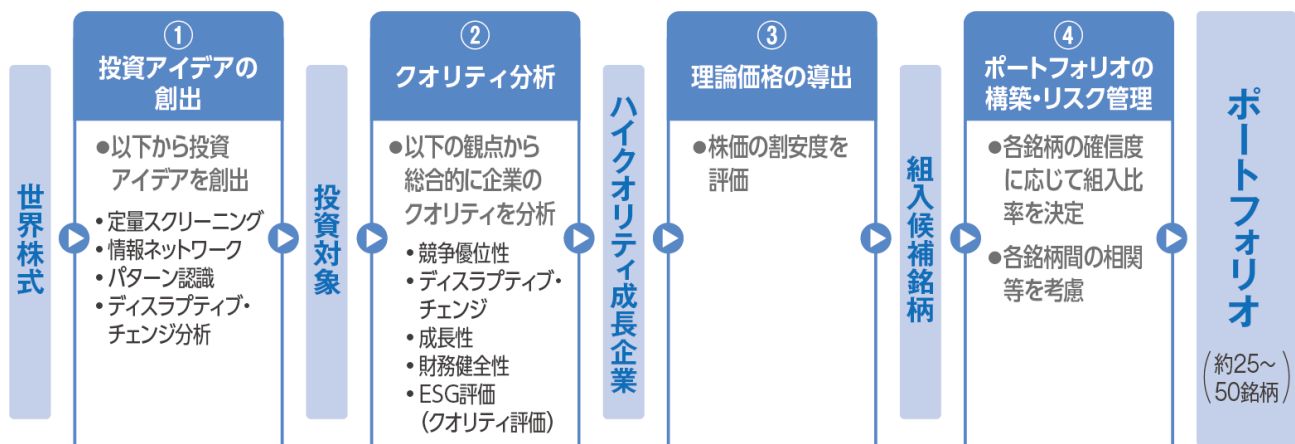 世界株式
①
投資アイデアの
創出
●以下から投資
アイデアを創出
•定量スクリーニング
•情報ネットワーク
•パターン認識
•ディスラプティブ・
チェンジ分析
投資対象
②
クオリティ分析
●以下の観点から
総合的に企業の
クオリティを分析
•競争優位性
•ディスラプティブ・
チェンジ
•成長性
•財務健全性
•ESG評価
(クオリティ評価)
ハイクオリティ成長企業
③
理論価格の導出
●株価の割安度を
評価
組入候補銘柄
④
ポートフォリオの
構築・リスク管理
●各銘柄の確信度
に応じて組入比
率を決定
●各銘柄間の相関
等を考慮
ポートフォリオ
(約25～
50銘柄)